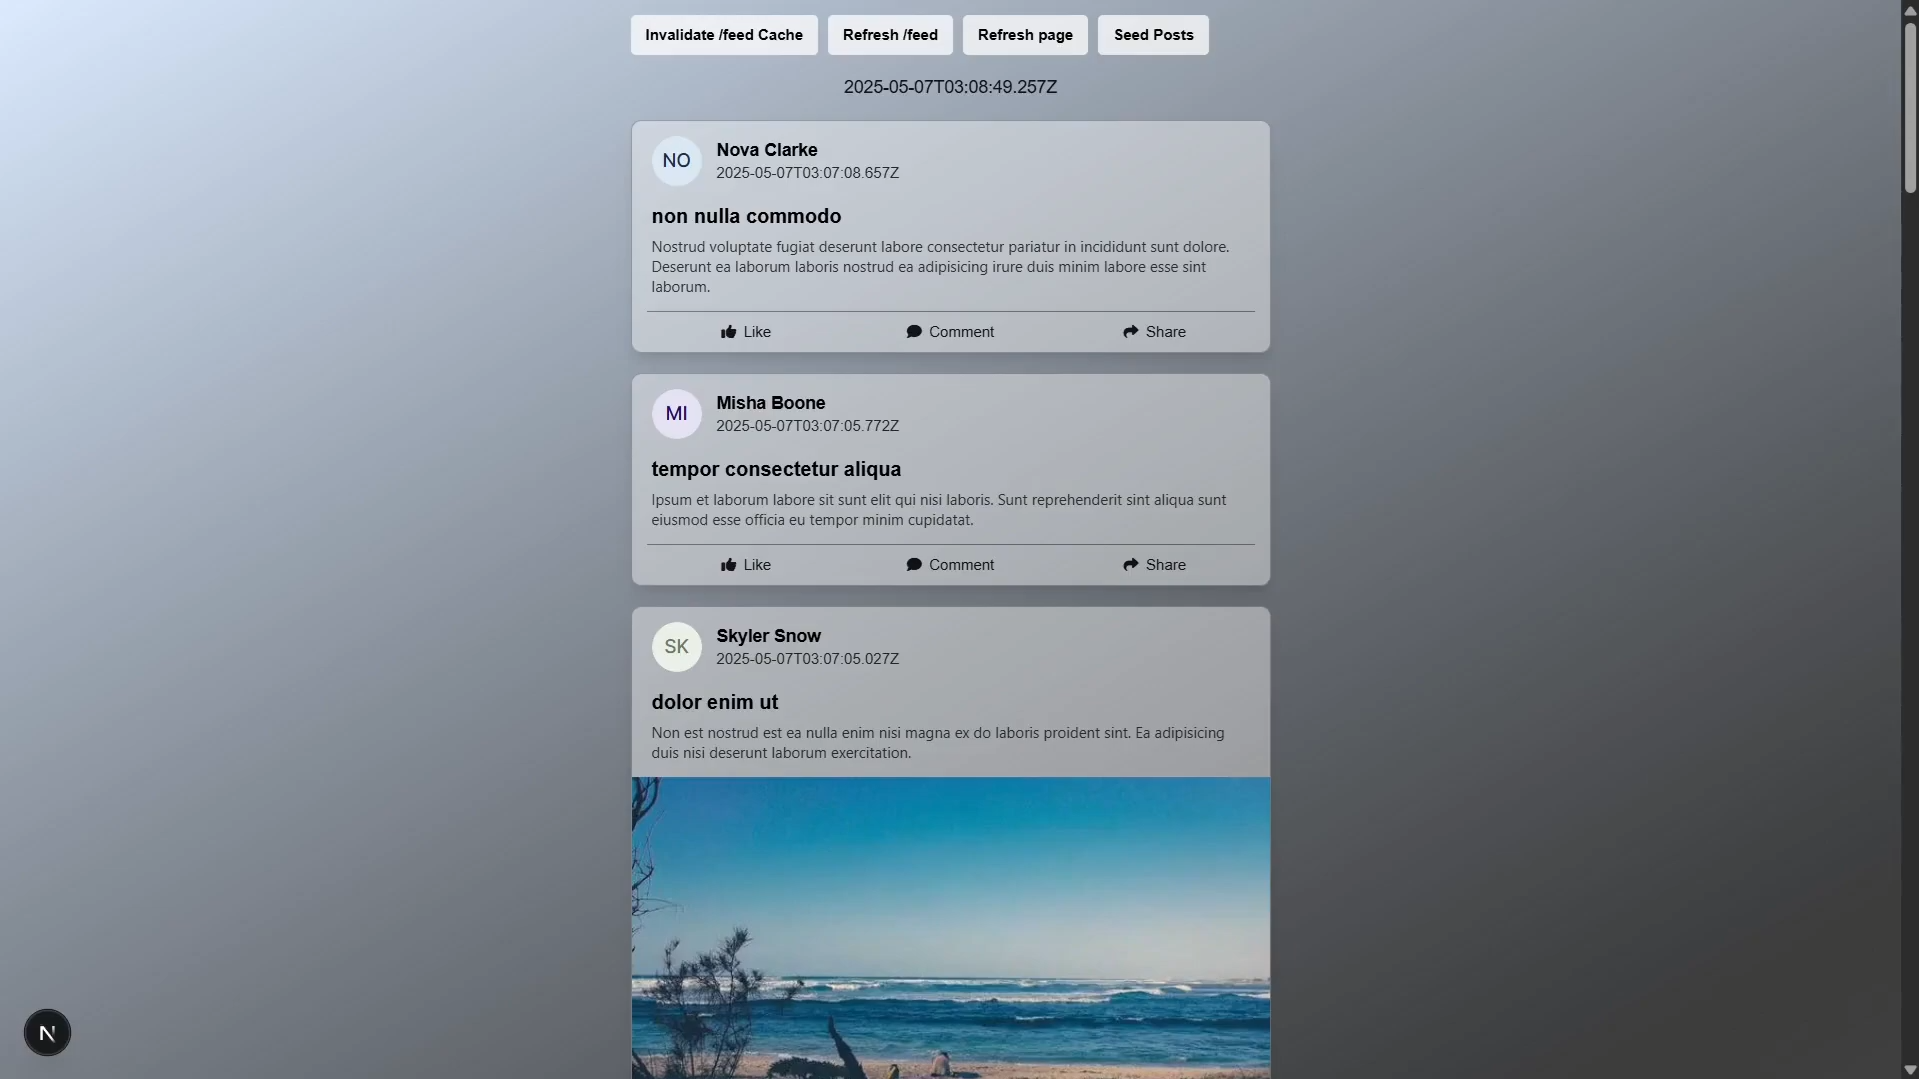 Invalidate /feed Cache
Refresh /feed
Refresh page
Seed Posts
2025-05-07T03:08:49.257Z
NO
Nova Clarke
2025-05-07T03:07:08.657Z
non nulla commodo
Nostrud voluptate fugiat deserunt labore consectetur pariatur in incididunt sunt dolore.
Deserunt ea laborum laboris nostrud ea adipisicing irure duis minim labore esse sint
laborum.
Like
Comment
Share
MI
Misha Boone
2025-05-07T03:07:05.772Z
tempor consectetur aliqua
Ipsum et laborum labore sit sunt elit qui nisi laboris. Sunt reprehenderit sint aliqua sunt
eiusmod esse officia eu tempor minim cupidatat.
Like
Comment
Share
SK
Skyler Snow
2025-05-07T03:07:05.027Z
dolor enim ut
Non est nostrud est ea nulla enim nisi magna ex do laboris proident sint. Ea adipisicing
duis nisi deserunt laborum exercitation.
N